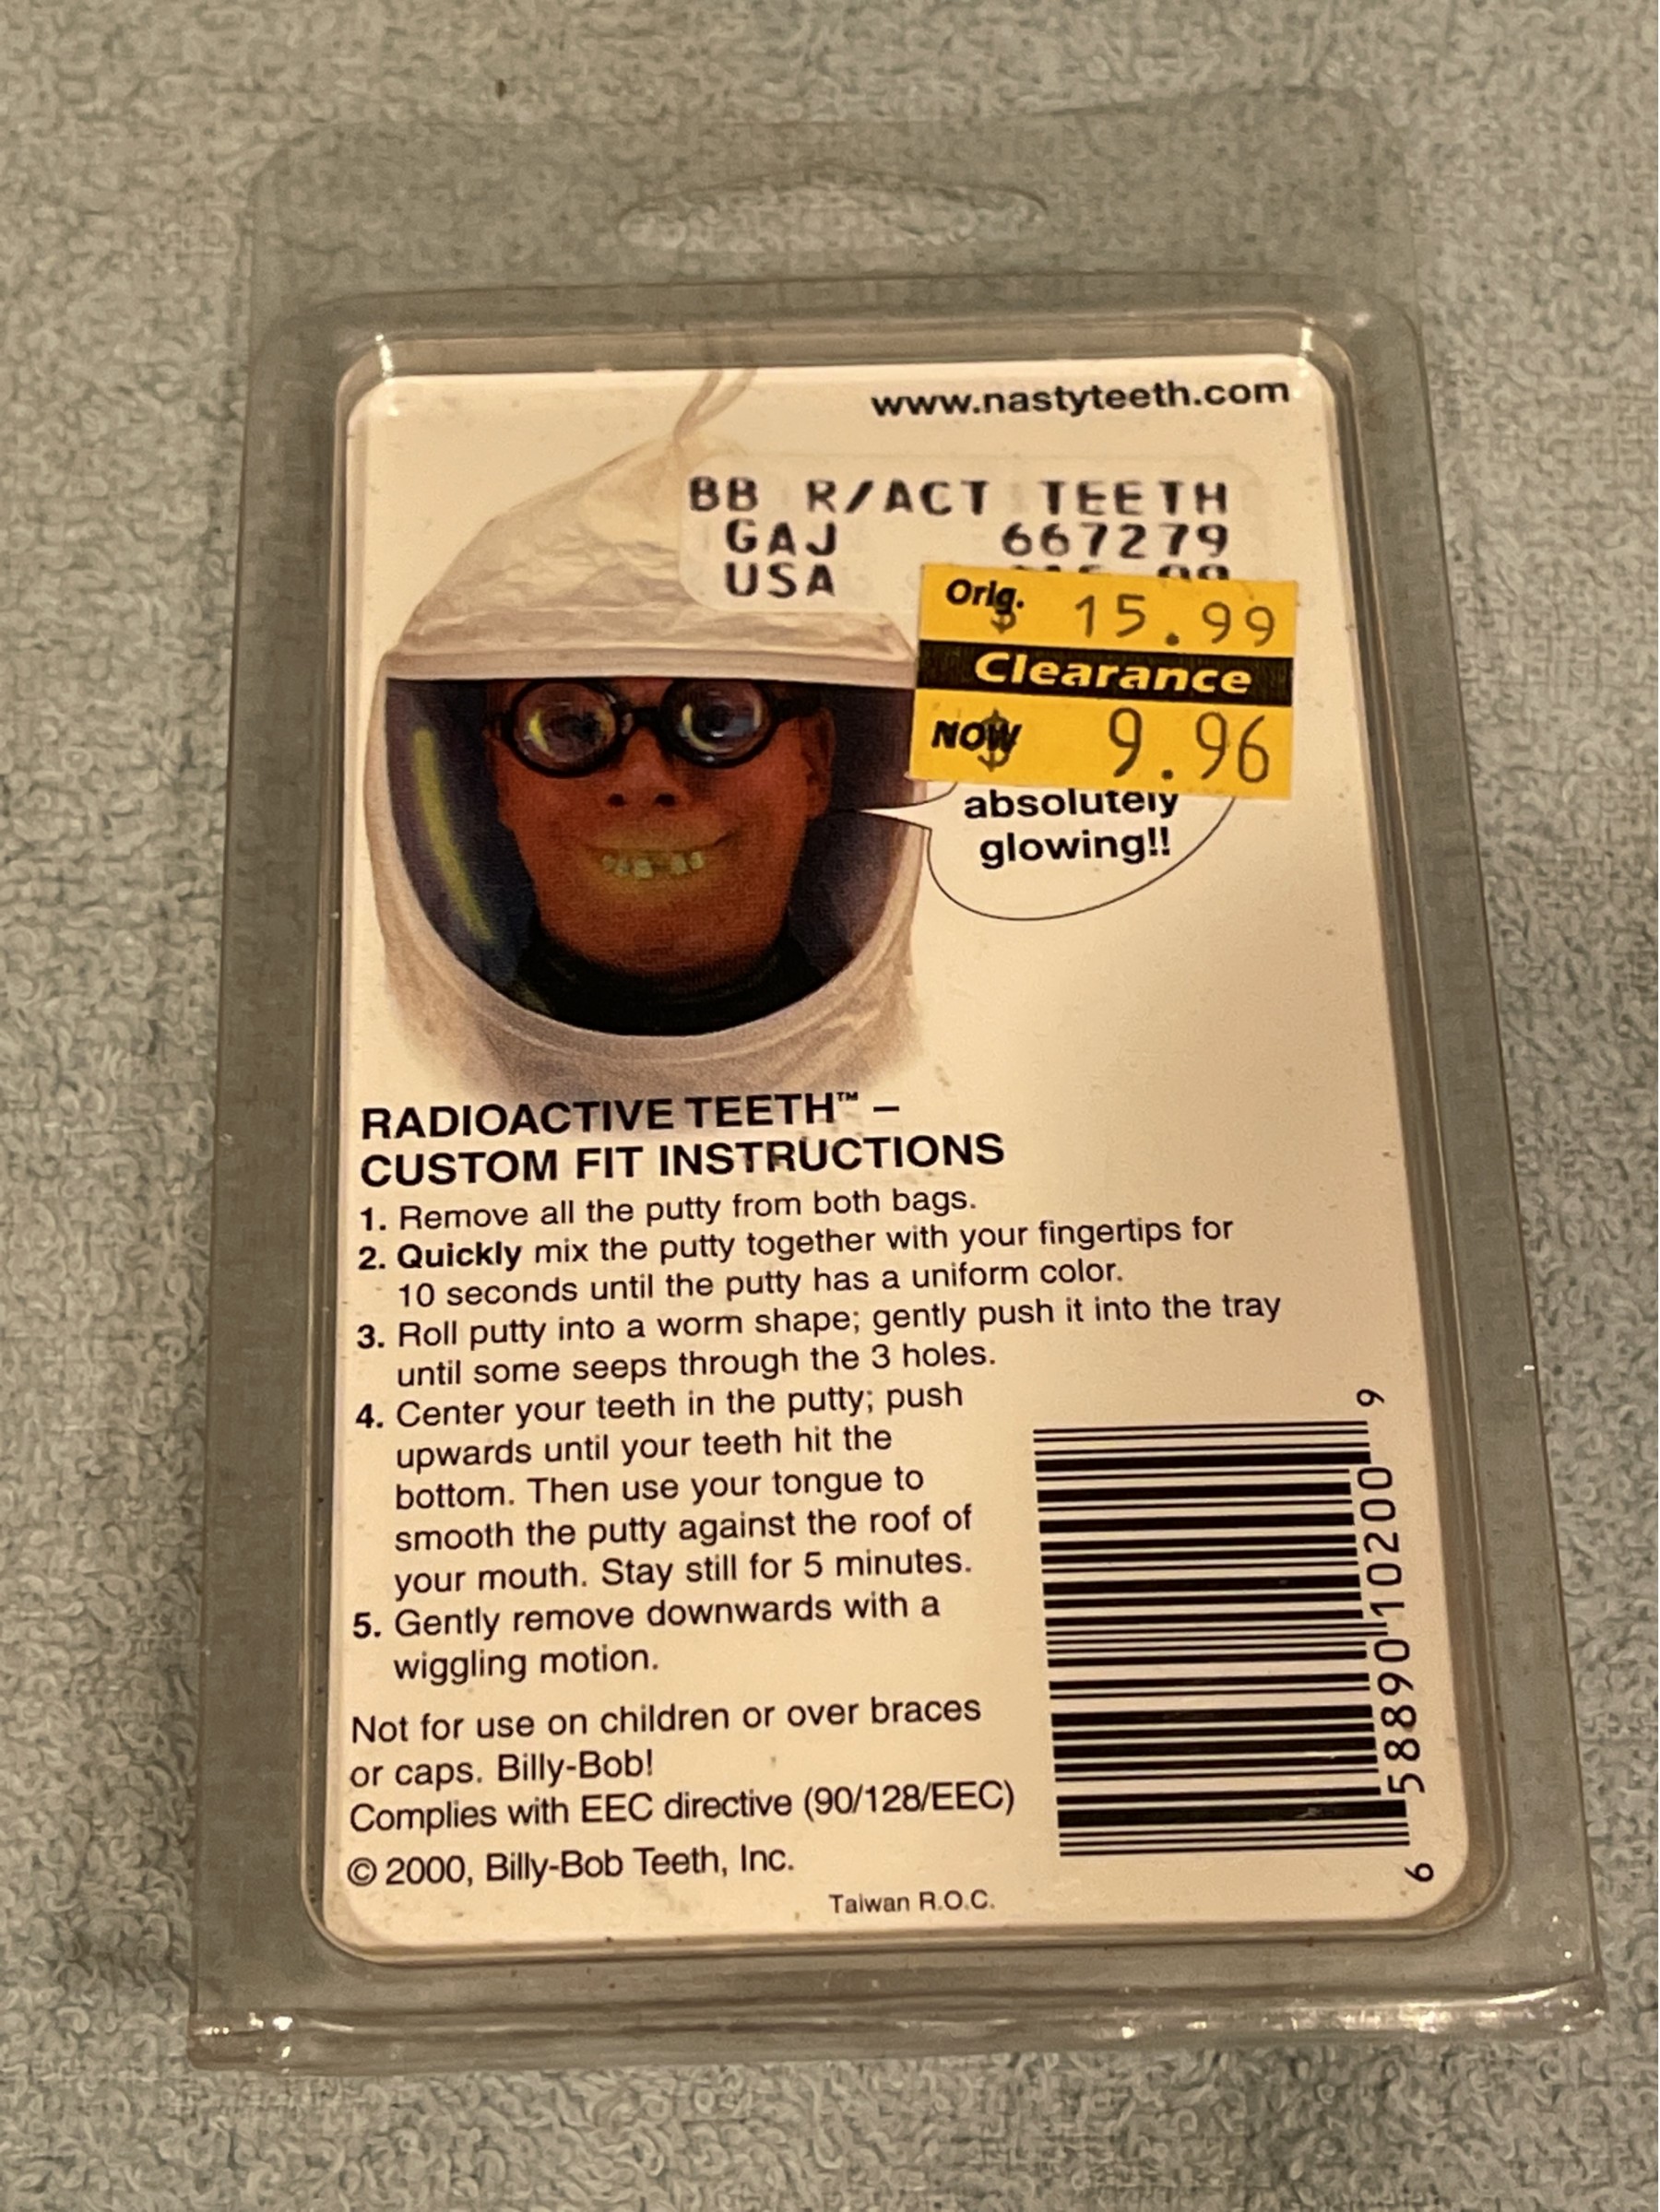 www.nastyteeth.com
BB R/ACT TEETH
GAJ 667279
USA
Orig. $ 15.99
Clearance
NOW $ 9.96
absolutely
glowing!!
RADIOACTIVE TEETH™ –
CUSTOM FIT INSTRUCTIONS
1. Remove all the putty from both bags.
2. Quickly mix the putty together with your fingertips for
10 seconds until the putty has a uniform color.
3. Roll putty into a worm shape; gently push it into the tray
until some seeps through the 3 holes.
4. Center your teeth in the putty; push
upwards until your teeth hit the
bottom. Then use your tongue to
smooth the putty against the roof of
your mouth. Stay still for 5 minutes.
5. Gently remove downwards with a
wiggling motion.
Not for use on children or over braces
or caps. Billy-Bob!
Complies with EEC directive (90/128/EEC)
© 2000, Billy-Bob Teeth, Inc.
Taiwan R.O.C.
6 58890 10200 9